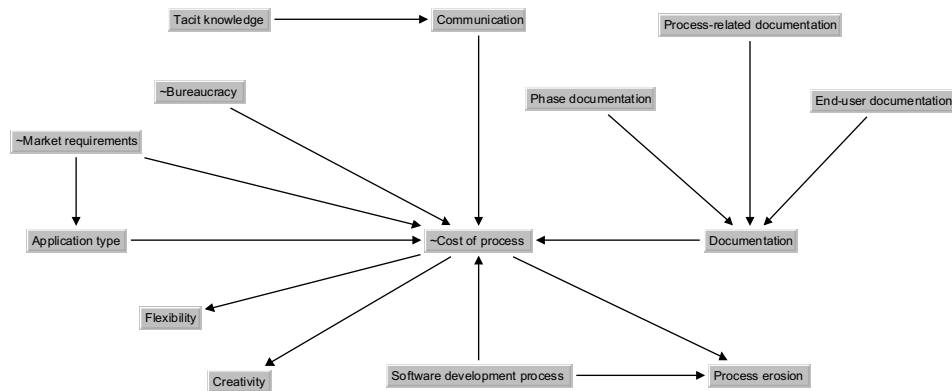 Tacit knowledge
Communication
Process-related documentation
~Bureaucracy
Phase documentation
End-user documentation
~Market requirements
Application type
~Cost of process
Documentation
Flexibility
Creativity
Software development process
Process erosion